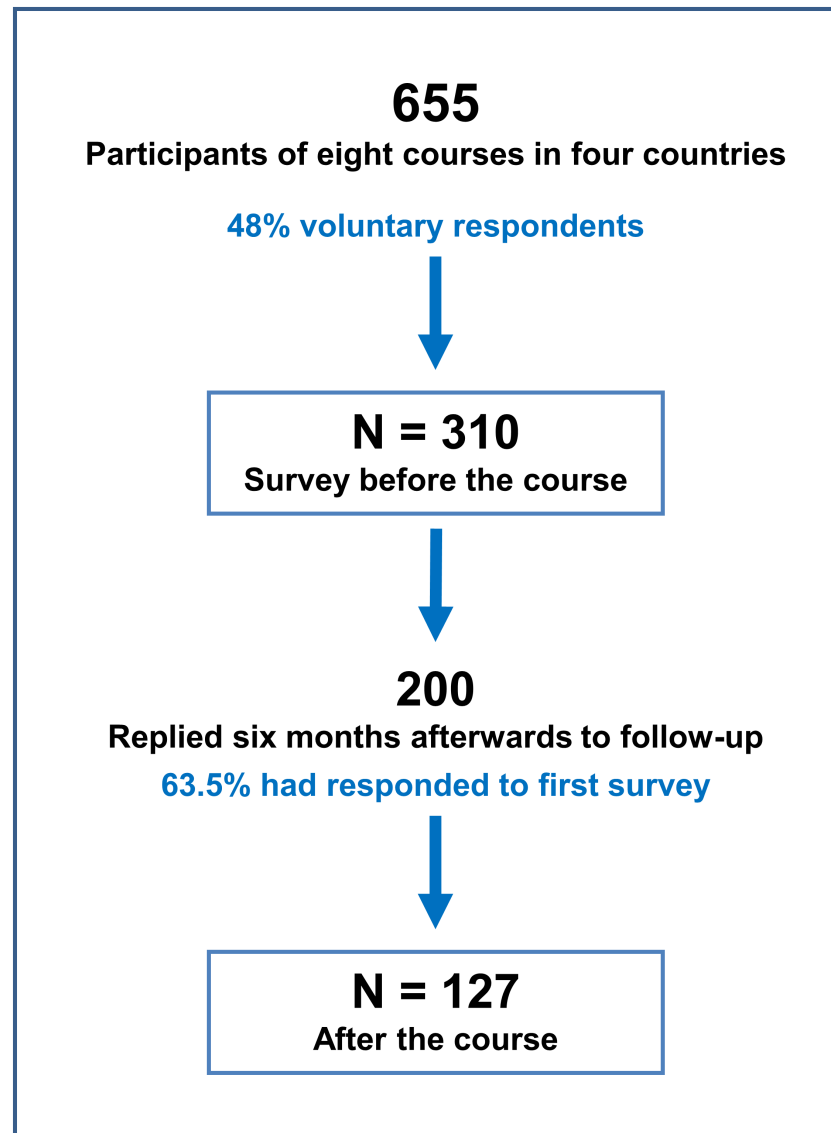 655
Participants of eight courses in four countries
48% voluntary respondents
N = 310
Survey before the course
200
Replied six months afterwards to follow-up
63.5% had responded to first survey
N = 127
After the course